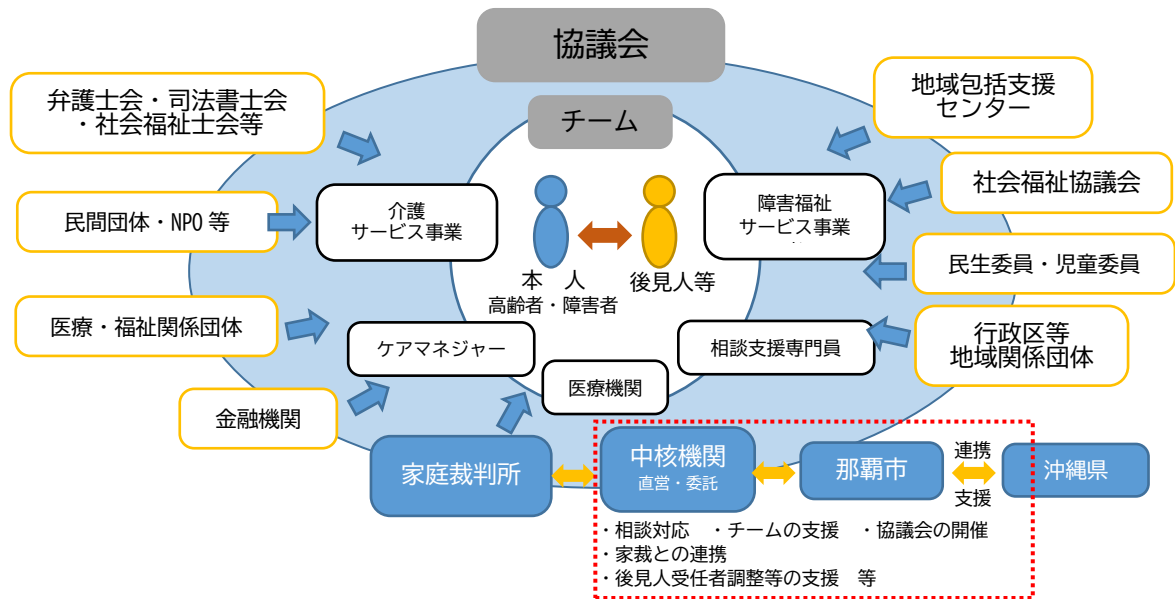 協議会
チーム
弁護士会・司法書士会
・社会福祉士会等
民間団体・NPO 等
医療・福祉関係団体
金融機関
介護
サービス事業
本　人
高齢者・障害者
後見人等
障害福祉
サービス事業
ケアマネジャー
医療機関
相談支援専門員
地域包括支援
センター
社会福祉協議会
民生委員・児童委員
行政区等
地域関係団体
家庭裁判所
中核機関
直営・委託
那覇市
連携
支援
沖縄県
・相談対応　・チームの支援　・協議会の開催
・家裁との連携
・後見人受任者調整等の支援　等